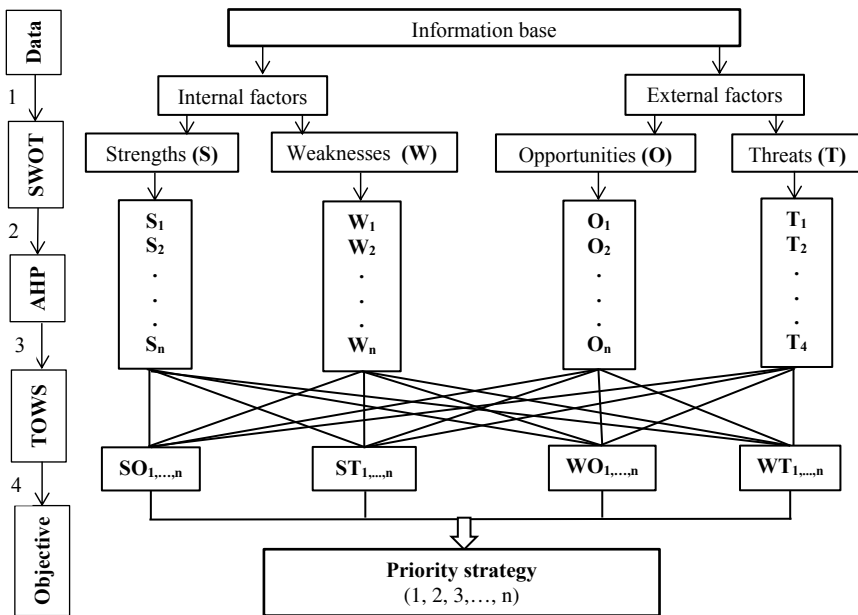 Data
1
SWOT
2
AHP
3
TOWS
4
Objective
Information base
Internal factors
External factors
Strengths (S)
Weaknesses (W)
Opportunities (O)
Threats (T)
S₁
S₂
.
.
.
Sₙ
W₁
W₂
.
.
.
Wₙ
O₁
O₂
.
.
.
Oₙ
T₁
T₂
.
.
.
T₄
SO₁,…,ₙ
ST₁,...,ₙ
WO₁,…,ₙ
WT₁,...,ₙ
Priority strategy
(1, 2, 3,…, n)